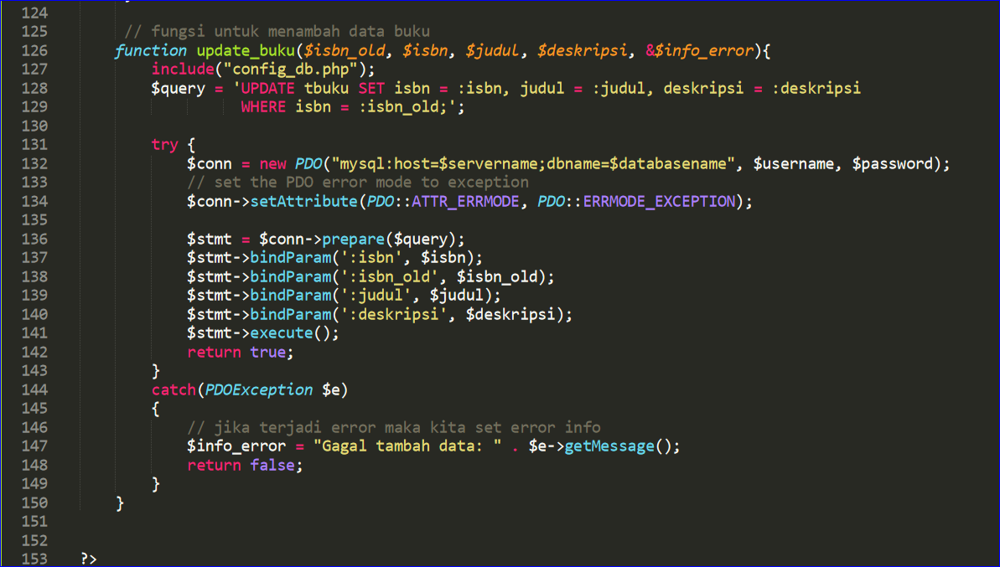 124
125 // fungsi untuk menambah data buku
126 function update_buku($isbn_old, $isbn, $judul, $deskripsi, &$info_error){
127 include("config_db.php");
128 $query = 'UPDATE tbuku SET isbn = :isbn, judul = :judul, deskripsi = :deskripsi
129 WHERE isbn = :isbn_old;';
130
131 try {
132 $conn = new PDO("mysql:host=$servername;dbname=$databasename", $username, $password);
133 // set the PDO error mode to exception
134 $conn->setAttribute(PDO::ATTR_ERRMODE, PDO::ERRMODE_EXCEPTION);
135
136 $stmt = $conn->prepare($query);
137 $stmt->bindParam(':isbn', $isbn);
138 $stmt->bindParam(':isbn_old', $isbn_old);
139 $stmt->bindParam(':judul', $judul);
140 $stmt->bindParam(':deskripsi', $deskripsi);
141 $stmt->execute();
142 return true;
143 }
144 catch(PDOException $e)
145 {
146 // jika terjadi error maka kita set error info
147 $info_error = "Gagal tambah data: " . $e->getMessage();
148 return false;
149 }
150 }
151
152
153 ?>